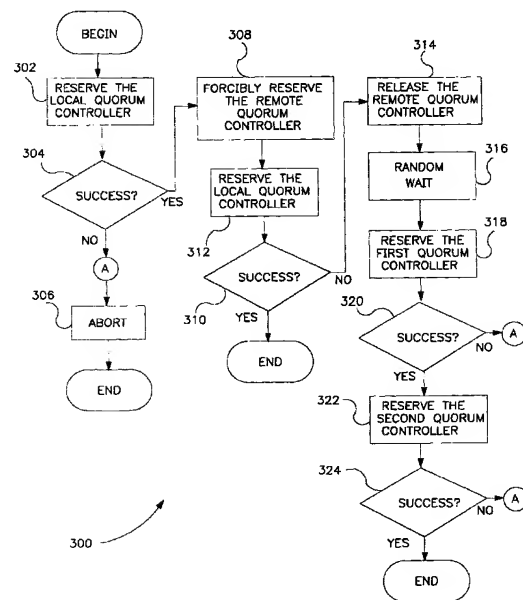 BEGIN
302
RESERVE THE
LOCAL QUORUM
CONTROLLER
304
SUCCESS?
YES
NO
A
306
ABORT
END
308
FORCIBLY RESERVE
THE REMOTE
QUORUM
CONTROLLER
RESERVE THE
LOCAL QUORUM
CONTROLLER
312
SUCCESS?
NO
310
YES
END
314
RELEASE THE
REMOTE QUORUM
CONTROLLER
316
RANDOM
WAIT
318
RESERVE THE
FIRST QUORUM
CONTROLLER
320
SUCCESS?
NO
A
YES
322
RESERVE THE
SECOND QUORUM
CONTROLLER
324
SUCCESS?
NO
A
YES
END
300